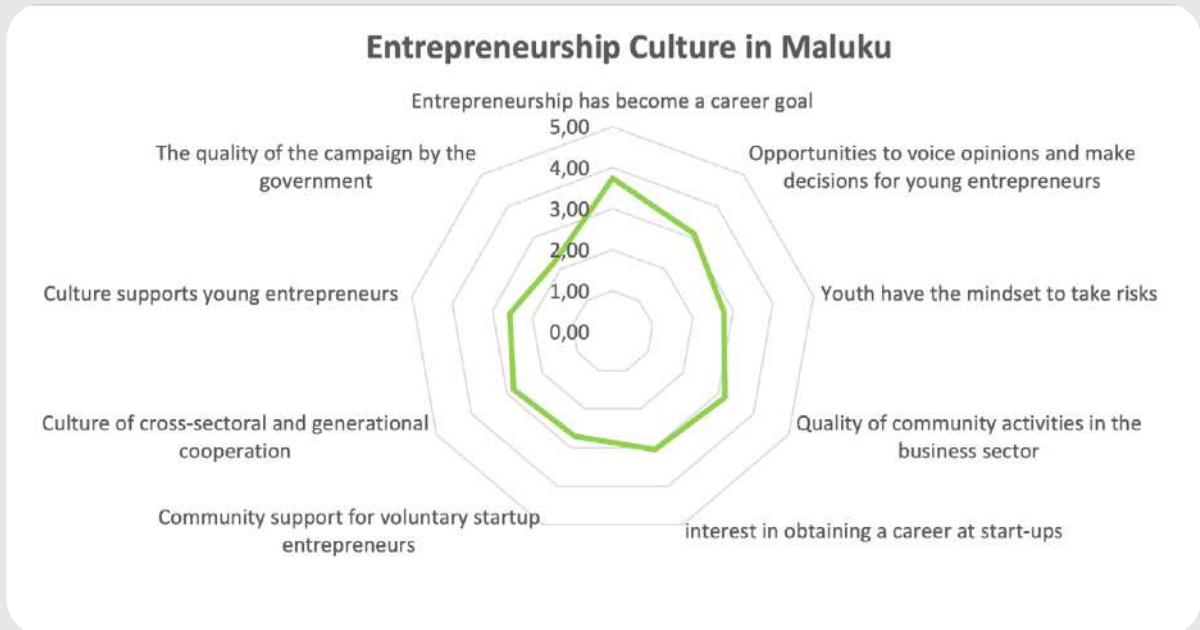 Entrepreneurship Culture in Maluku
Entrepreneurship has become a career goal
5,00
4,00
3,00
2,00
1,00
0,00
Opportunities to voice opinions and make
decisions for young entrepreneurs
Youth have the mindset to take risks
Quality of community activities in the
business sector
interest in obtaining a career at start-ups
Community support for voluntary startup
entrepreneurs
Culture of cross-sectoral and generational
cooperation
Culture supports young entrepreneurs
The quality of the campaign by the
government